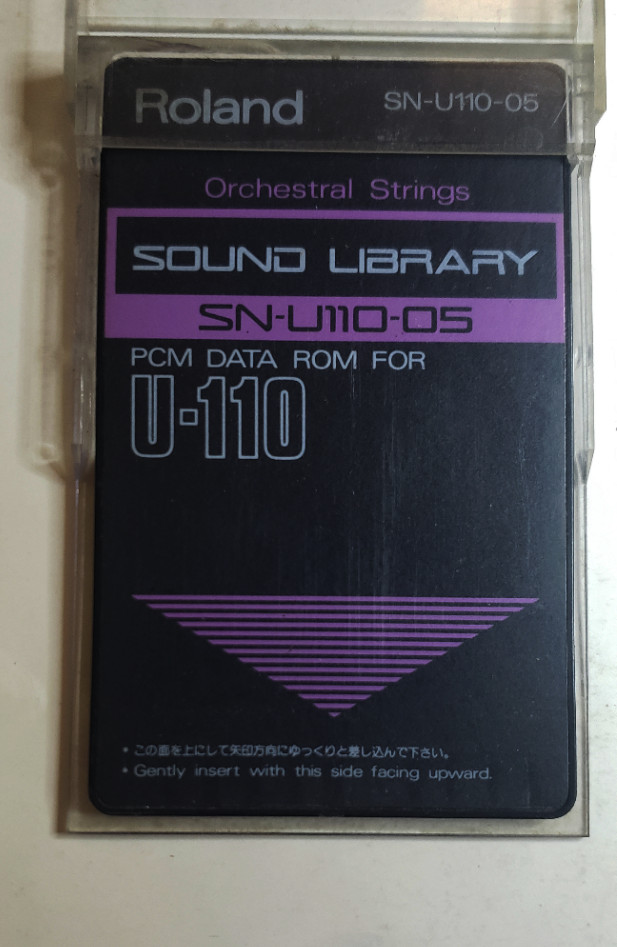 Roland SN-U110-05
Orchestral Strings
SOUND LIBRARY
SN-U110-05
PCM DATA ROM FOR
U-110
• この面を上にして矢印方向にゆっくりと差し込んで下さい。
• Gently insert with this side facing upward.